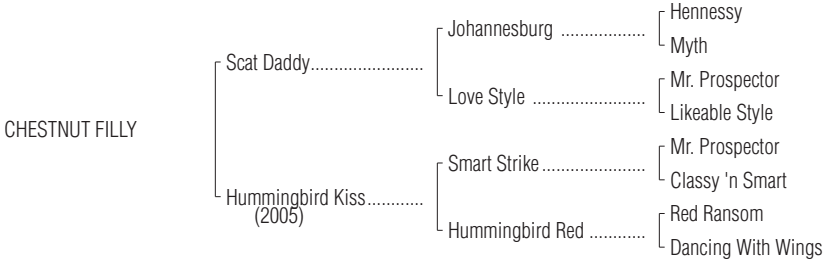 Hennessy
Johannesburg ...................
Myth
Scat Daddy.......................
Mr. Prospector
Love Style .......................
Likeable Style
CHESTNUT FILLY
Mr. Prospector
Smart Strike.....................
Classy 'n Smart
Hummingbird Kiss............
(2005)
Red Ransom
Hummingbird Red ............
Dancing With Wings